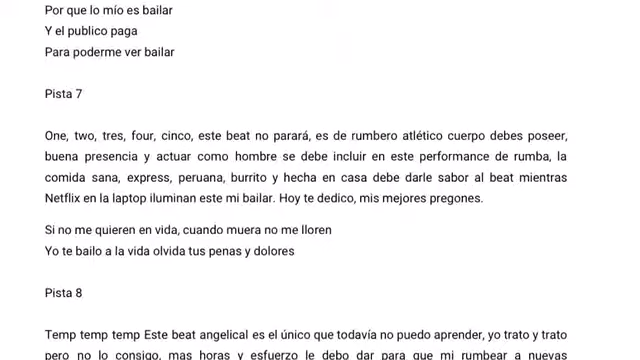 Por que lo mío es bailar
Y el publico paga
Para poderme ver bailar
Pista 7
One, two, tres, four, cinco, este beat no parará, es de rumbero atlético cuerpo debes poseer,
buena presencia y actuar como hombre se debe incluir en este performance de rumba, la
comida sana, express, peruana, burrito y hecha en casa debe darle sabor al beat mientras
Netflix en la laptop iluminan este mi bailar. Hoy te dedico, mis mejores pregones.
Si no me quieren en vida, cuando muera no me lloren
Yo te bailo a la vida olvida tus penas y dolores
Pista 8
Temp temp temp Este beat angelical es el único que todavía no puedo aprender, yo trato y trato
pero no lo consigo, mas horas y esfuerzo le debo dar para que mi rumbear a nuevas